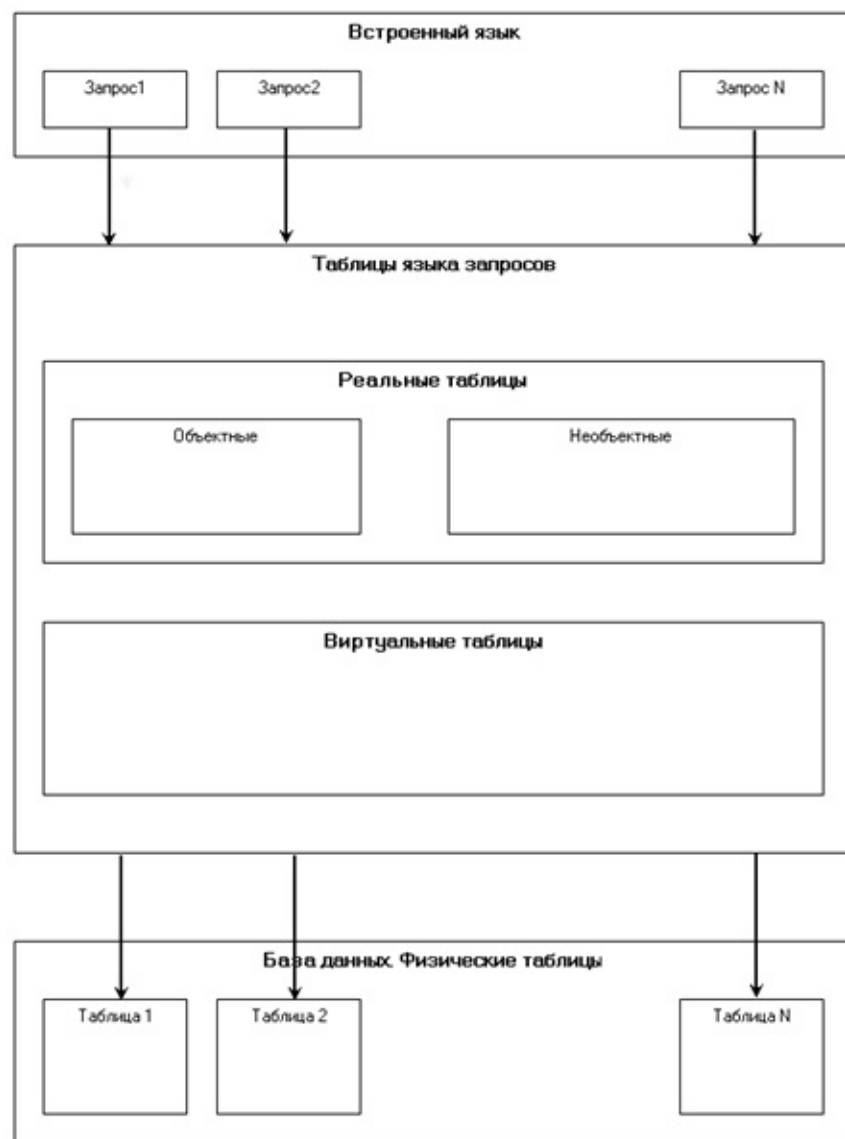 Встроенный язык
Запрос1
Запрос2
Запрос N
Таблицы языка запросов
Реальные таблицы
Объектные
Необъектные
Виртуальные таблицы
База данных. Физические таблицы
Таблица 1
Таблица 2
Таблица N